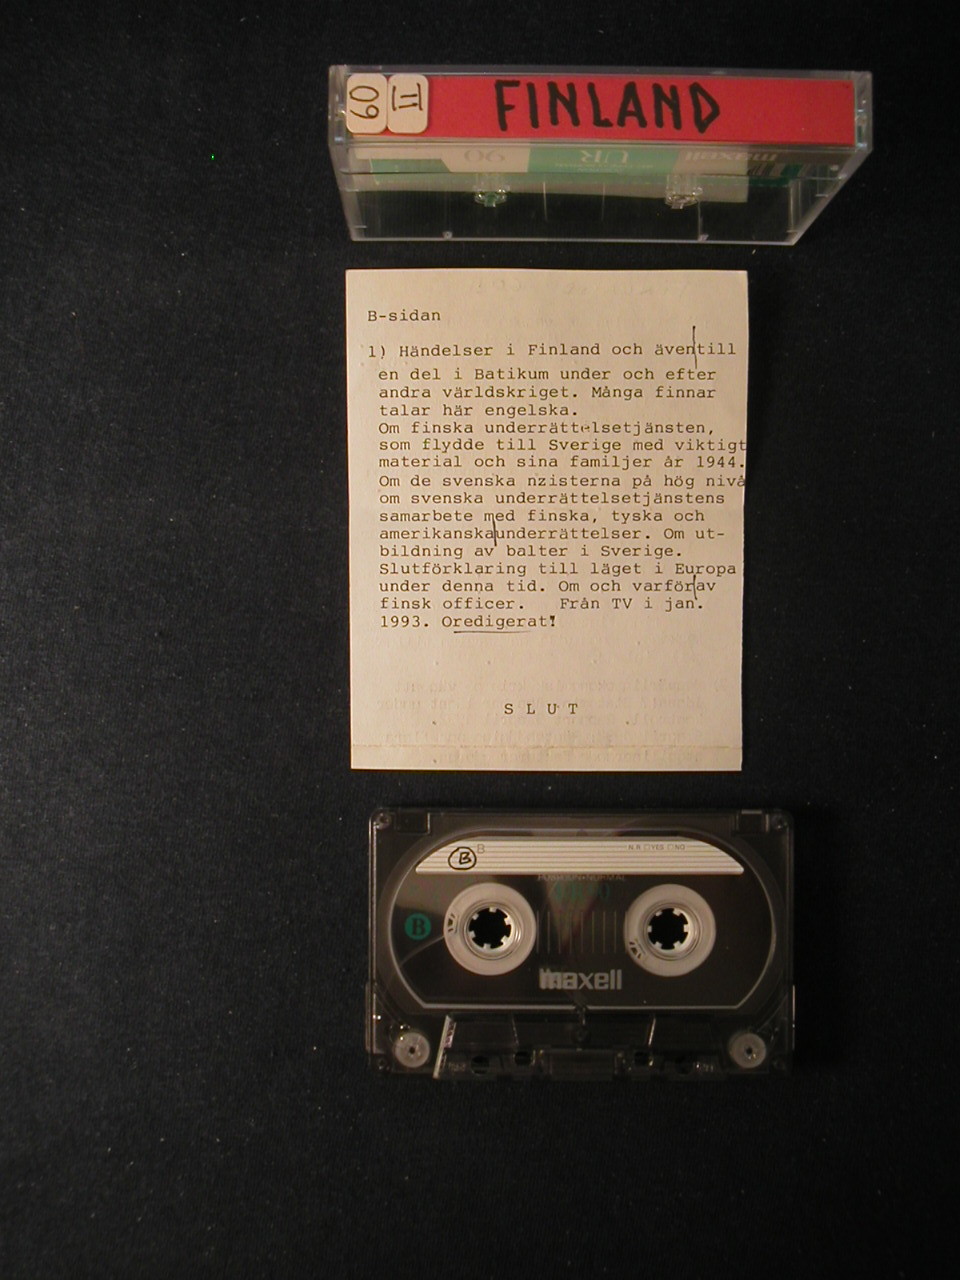 60
II
FINLAND
maxell
UR
90
B-sidan
1) Händelser i Finland och även till
en del i Batikum under och efter
andra världskriget. Många finnar
talar här engelska.
Om finska underrättelsetjänsten,
som flydde till Sverige med viktigt
material och sina familjer år 1944.
Om de svenska nzisterna på hög nivå
om svenska underrättelsetjänstens
samarbete med finska, tyska och
amerikanska underrättelser. Om ut-
bildning av balter i Sverige.
Slutförklaring till läget i Europa
under denna tid. Om och varför av
finsk officer. Från TV i jan.
1993. Oredigerat!
S L U T
B B
N.R. □YES □NO
B
maxell